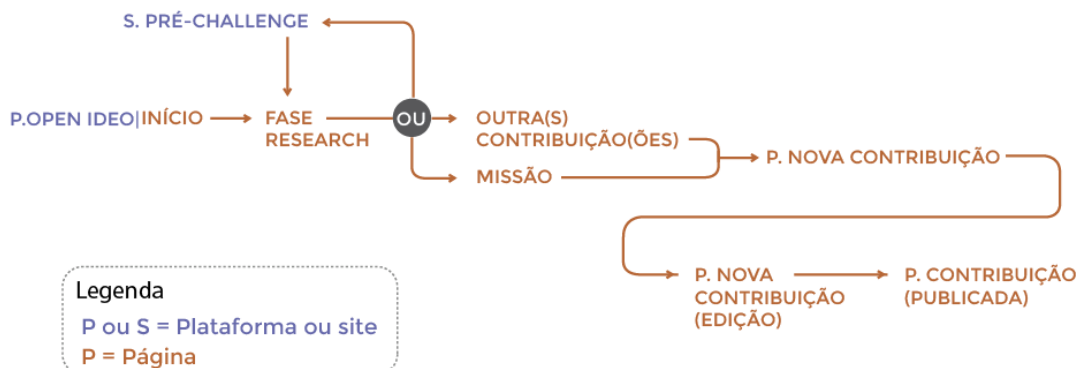 S. PRÉ-CHALLENGE
P.OPEN IDEO|INÍCIO
FASE
RESEARCH
OU
OUTRA(S)
CONTRIBUIÇÃO(ÕES)
MISSÃO
P. NOVA CONTRIBUIÇÃO
P. NOVA
CONTRIBUIÇÃO
(EDIÇÃO)
P. CONTRIBUIÇÃO
(PUBLICADA)
Legenda
P ou S = Plataforma ou site
P = Página